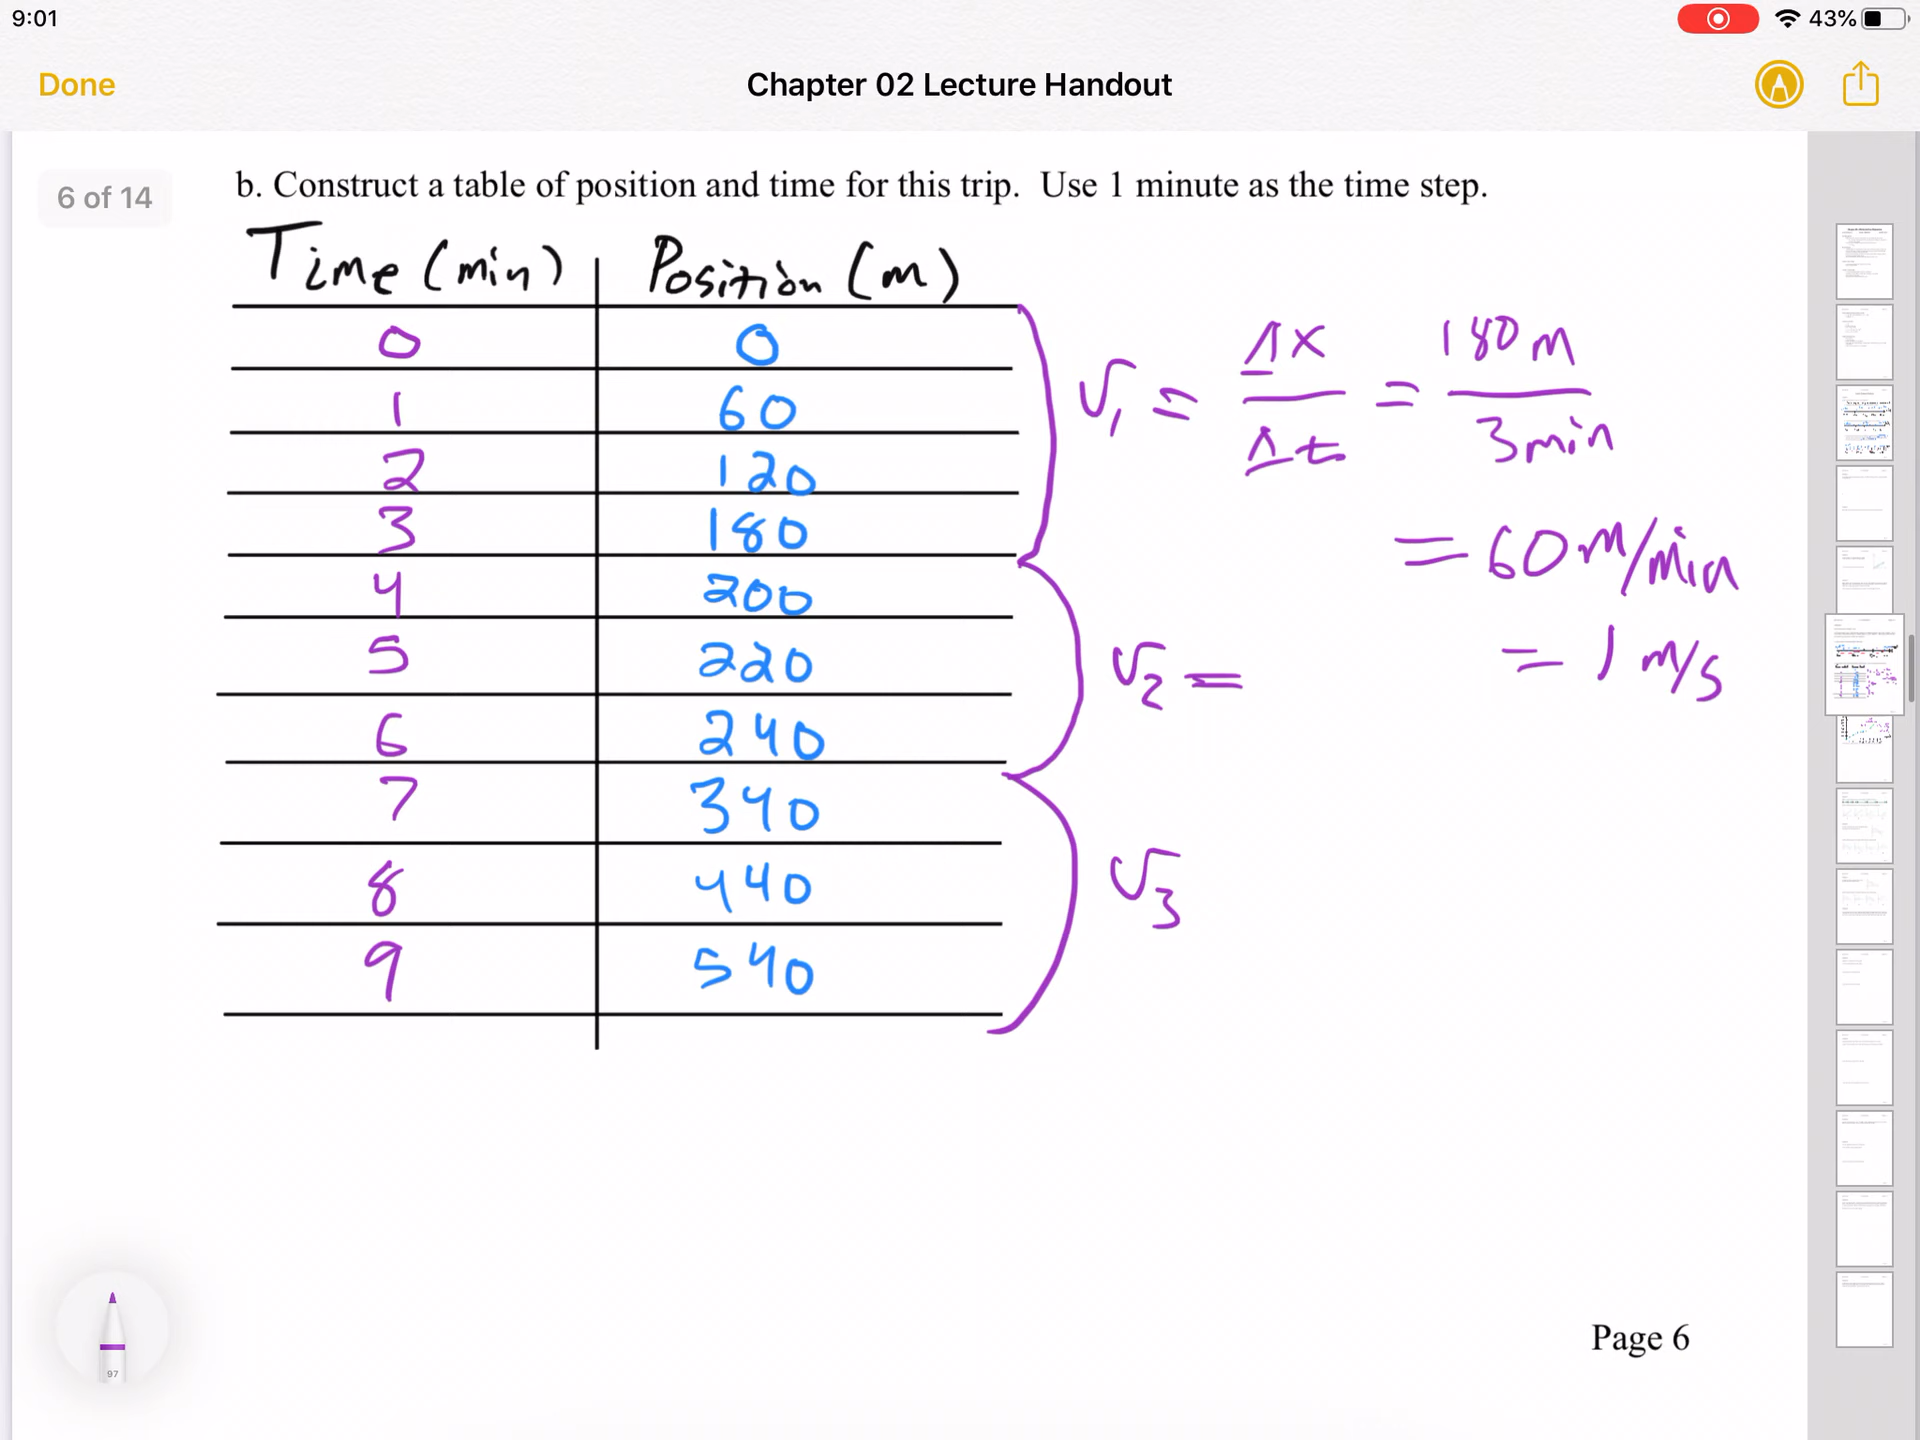 9:01
43%
Done
Chapter 02 Lecture Handout
6 of 14
b. Construct a table of position and time for this trip. Use 1 minute as the time step.
Time (min) Position (m)
0 0
1 60
2 120
3 180
4 200
5 220
6 240
7 340
8 440
9 540
V₁ = Δx/Δt = 180 m/3 min
= 60 m/min
= 1 m/s
V₂ =
V₃
97
Page 6